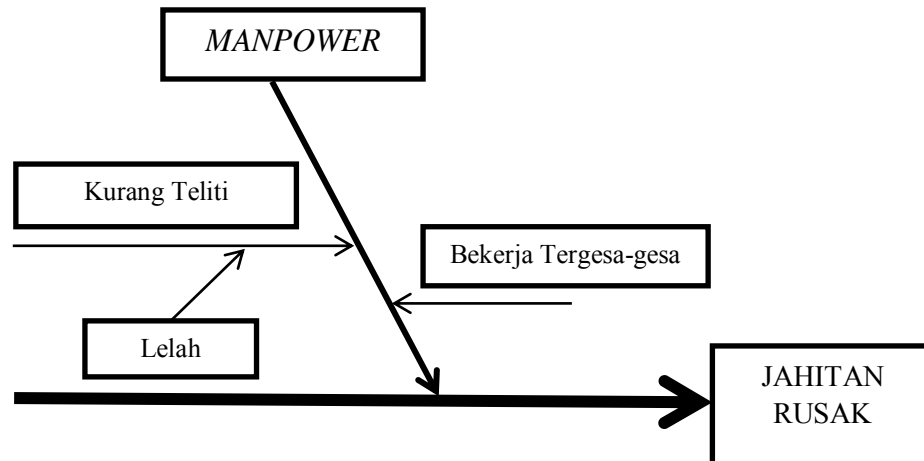 MANPOWER
Kurang Teliti
Bekerja Tergesa-gesa
Lelah
JAHITAN
RUSAK